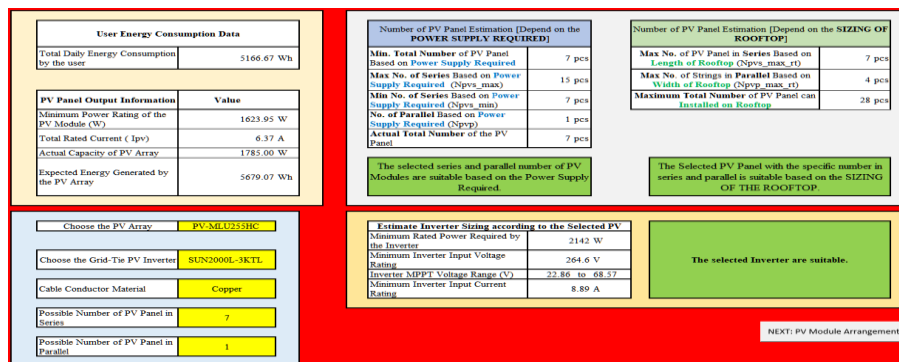 User Energy Consumption Data
Total Daily Energy Consumption
by the user
5166.67 Wh
PV Panel Output Information Value
Minimum Power Rating of the
PV Module (W)
1623.95 W
Total Rated Current ( Ipv) 6.37 A
Actual Capacity of PV Array 1785.00 W
Expected Energy Generated by
the PV Array
5679.07 Wh
Number of PV Panel Estimation [Depend on the
POWER SUPPLY REQUIRED]
Min. Total Number of PV Panel
Based on Power Supply Required
7 pcs
Max No. of Series Based on Power
Supply Required (Npvs_max)
15 pcs
Min No. of Series Based on Power
Supply Required (Npvs_min)
7 pcs
No. of Parallel Based on Power
Supply Required (Npvp)
1 pcs
Actual Total Number of the PV
Panel
7 pcs
The selected series and parallel number of PV
Modules are suitable based on the Power Supply
Required.
Number of PV Panel Estimation [Depend on the SIZING OF
ROOFTOP]
Max No. of PV Panel in Series Based on
Length of Rooftop (Npvs_max_rt)
7 pcs
Max No. of Strings in Parallel Based on
Width of Rooftop (Npvp_max_rt)
4 pcs
Maximum Total Number of PV Panel can
Installed on Rooftop
28 pcs
The Selected PV Panel with the specific number in
series and parallel is suitable based on the SIZING
OF THE ROOFTOP.
Choose the PV Array PV-MLU255HC
Choose the Grid-Tie PV Inverter SUN2000L-3KTL
Cable Conductor Material Copper
Possible Number of PV Panel in
Series
7
Possible Number of PV Panel in
Parallel
1
Estimate Inverter Sizing according to the Selected PV
Minimum Rated Power Required by
the Inverter
2142 W
Minimum Inverter Input Voltage
Rating
264.6 V
Inverter MPPT Voltage Range (V) 22.86 to 68.57
Minimum Inverter Input Current
Rating
8.89 A
The selected Inverter are suitable.
NEXT: PV Module Arrangement